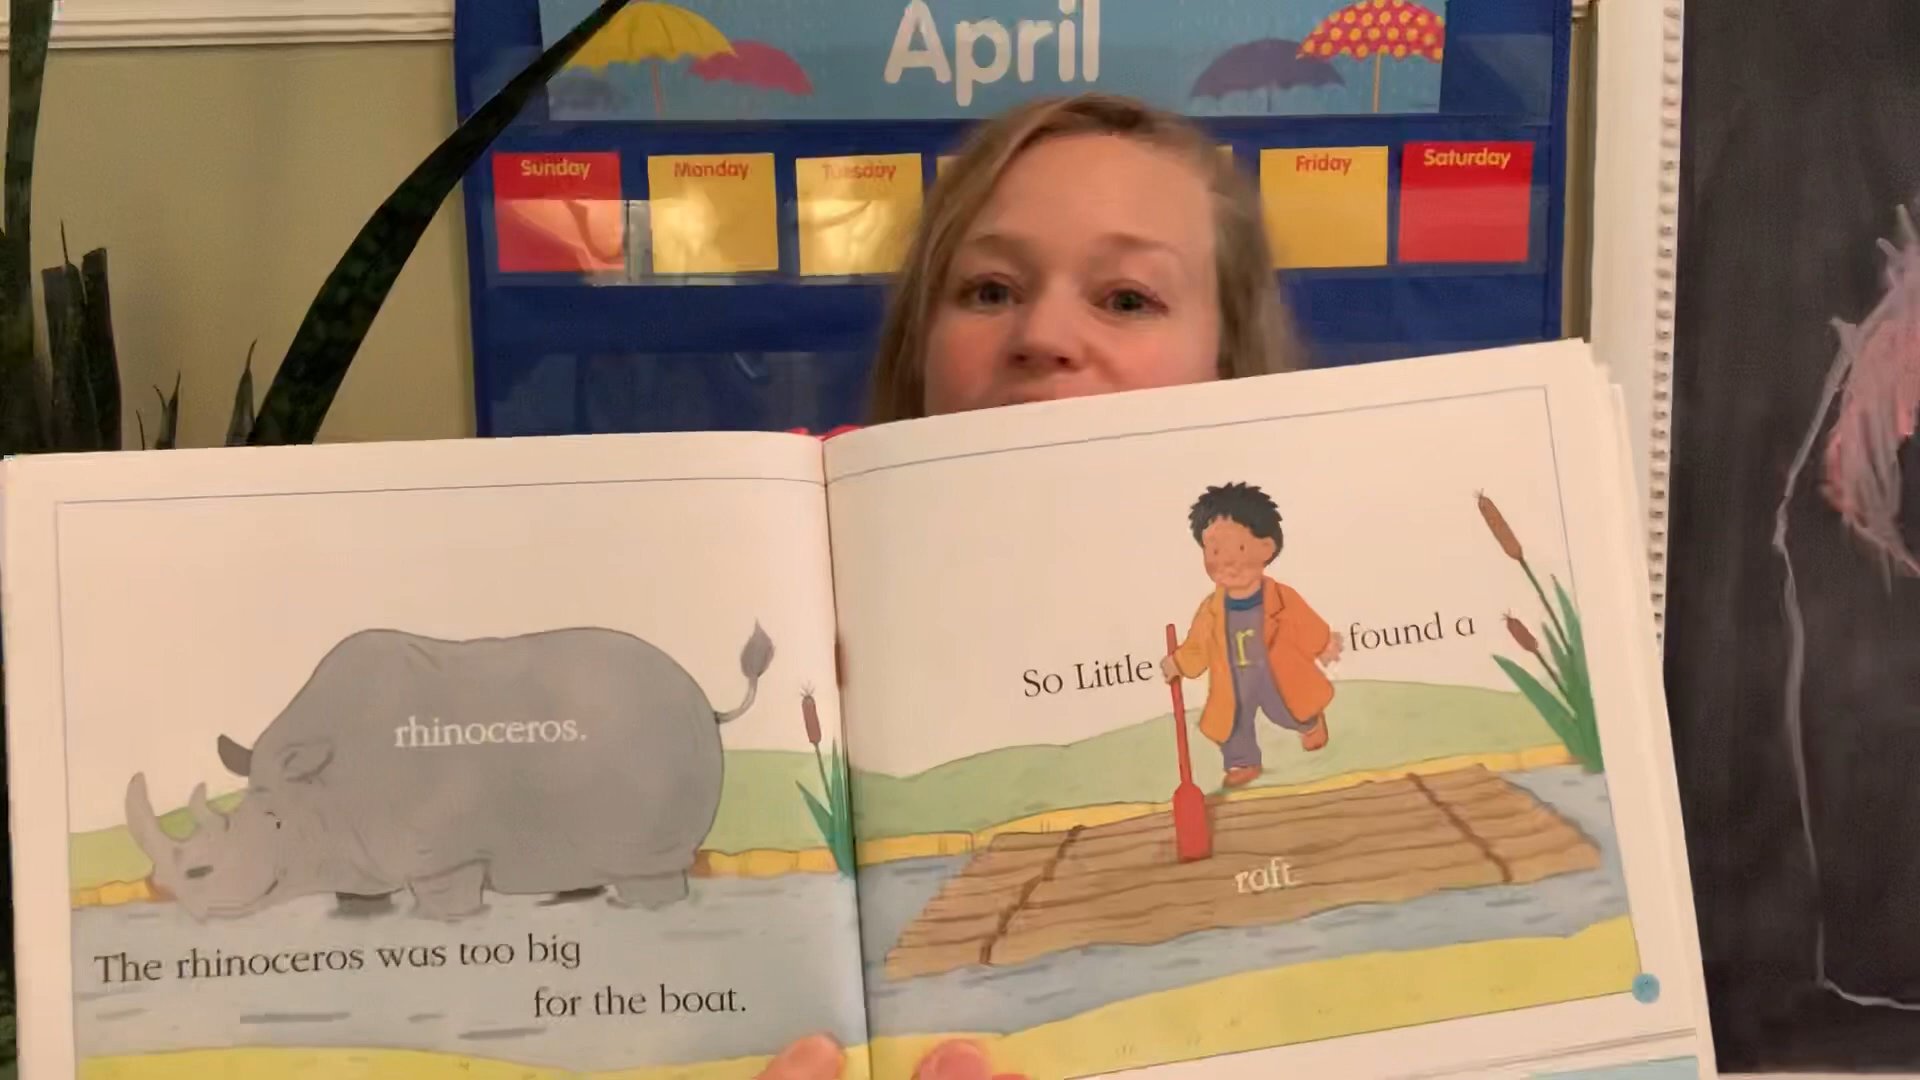 April
Sunday
Monday
Tuesday
Friday
Saturday
rhinoceros.
The rhinoceros was too big
for the boat.
So Little
r
found a
raft.